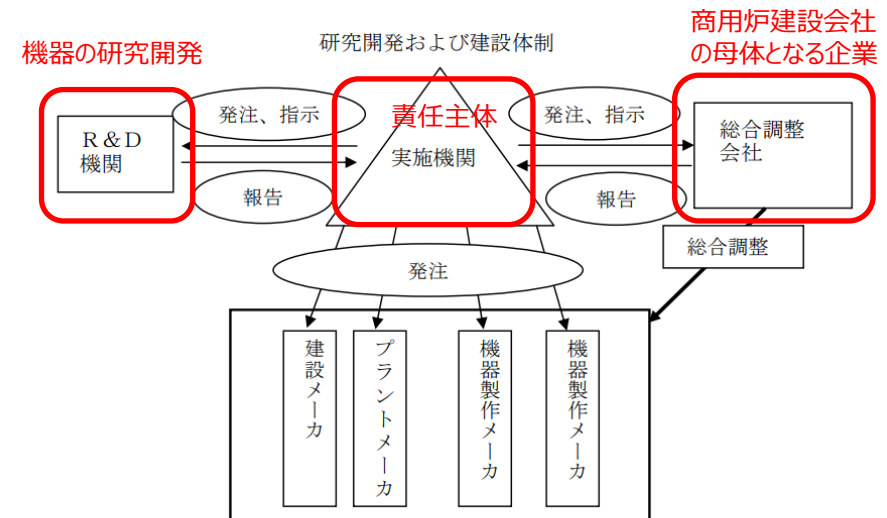 機器の研究開発
研究開発および建設体制
商用炉建設会社
の母体となる企業
発注、指示
責任主体
発注、指示
R&D
機関
実施機関
総合調整
会社
報告
報告
総合調整
発注
建設メーカ
プラントメーカ
機器製作メーカ
機器製作メーカ